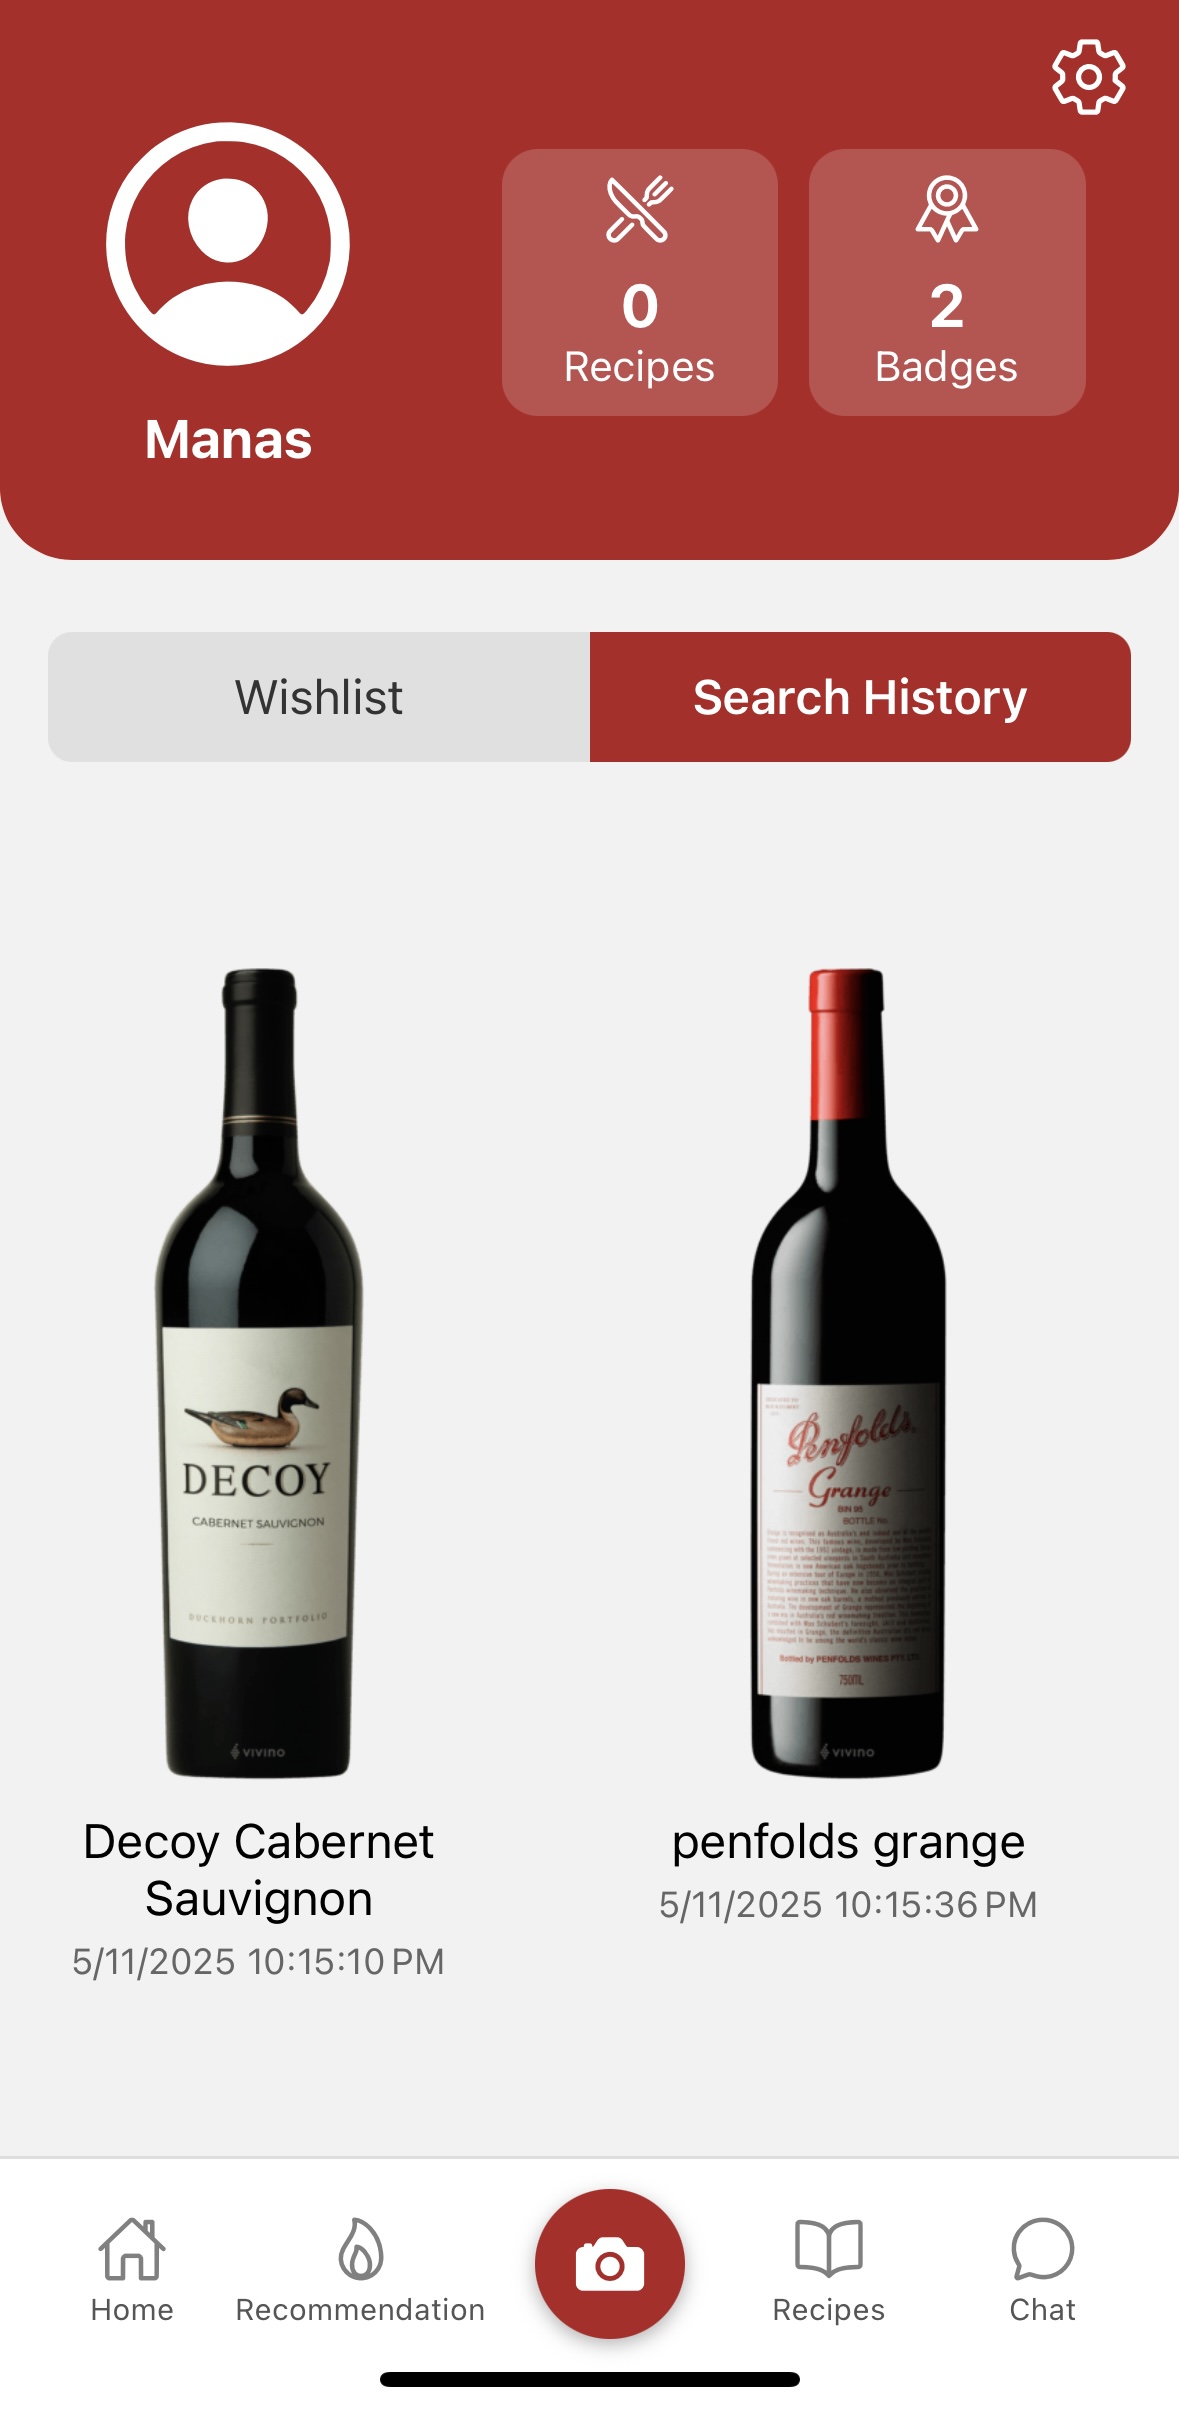 0
Recipes
2
Badges
Manas
Wishlist
Search History
DECOY
CABERNET SAUVIGNON
DUCKHORN PORTFOLIO
vivino
Penfolds
Grange
BIN 95
BOTTLE No.
Bottled by PENFOLDS WINES PTY. LTD.
750ML
vivino
Decoy Cabernet
Sauvignon
5/11/2025 10:15:10 PM
penfolds grange
5/11/2025 10:15:36 PM
Home
Recommendation
Recipes
Chat